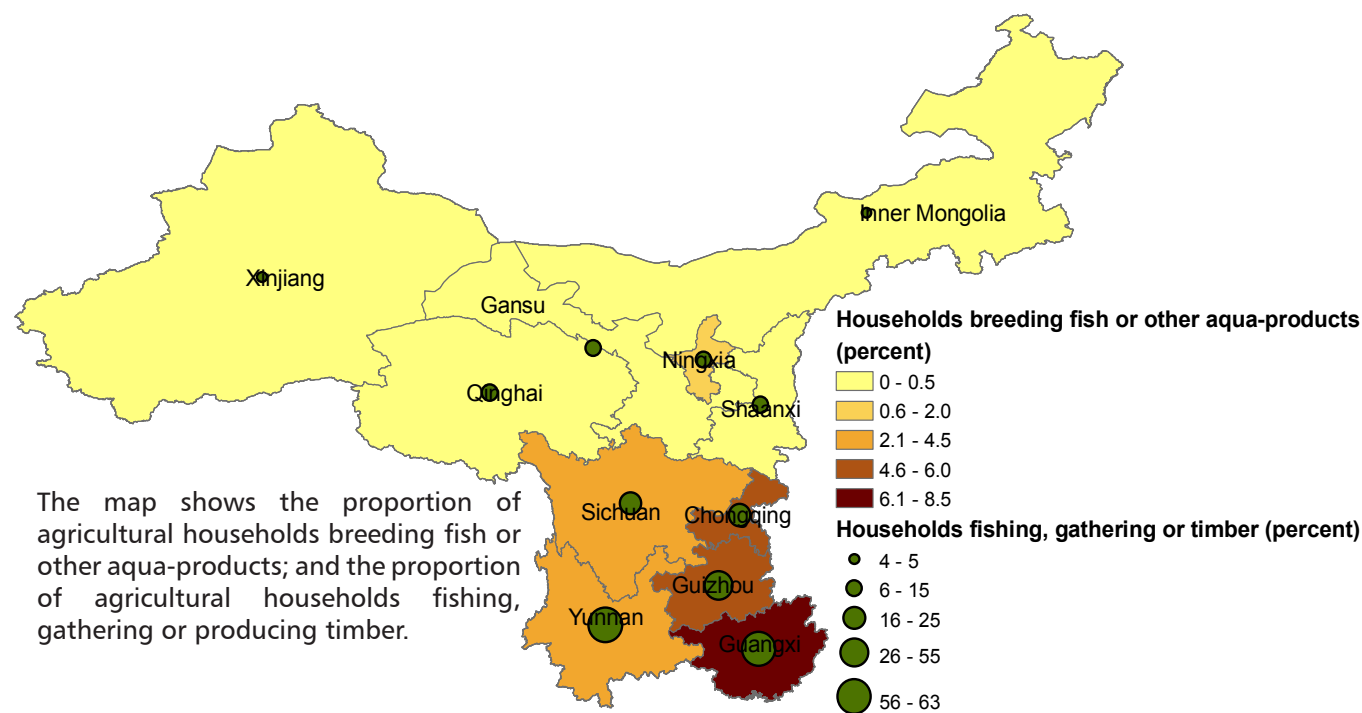 Inner Mongolia
Xinjiang
Gansu
Ningxia
Qinghai
Shaanxi
Sichuan
Chongqing
Guizhou
Yunnan
Guangxi
The map shows the proportion of
agricultural households breeding fish or
other aqua-products; and the proportion
of agricultural households fishing,
gathering or producing timber.
Households breeding fish or other aqua-products
(percent)
0 - 0.5
0.6 - 2.0
2.1 - 4.5
4.6 - 6.0
6.1 - 8.5
Households fishing, gathering or timber (percent)
4 - 5
6 - 15
16 - 25
26 - 55
56 - 63